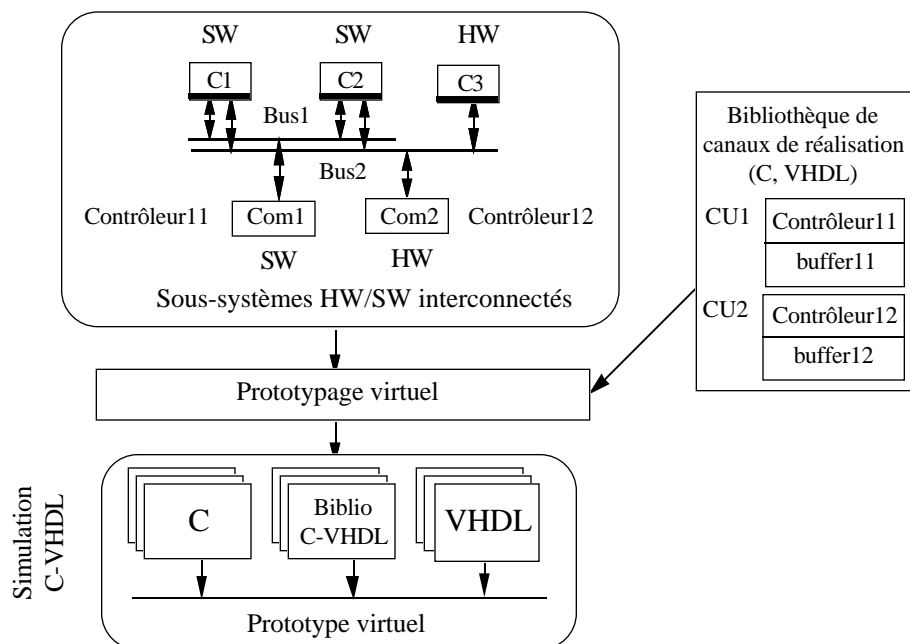 SW SW HW
C1 C2 C3
Bus1
Bus2
Contrôleur11 Com1 Com2 Contrôleur12
SW HW
Sous-systèmes HW/SW interconnectés
Bibliothèque de
canaux de réalisation
(C, VHDL)
CU1 Contrôleur11
buffer11
CU2 Contrôleur12
buffer12
Prototypage virtuel
Simulation
C-VHDL
C
Biblio
C-VHDL
VHDL
Prototype virtuel